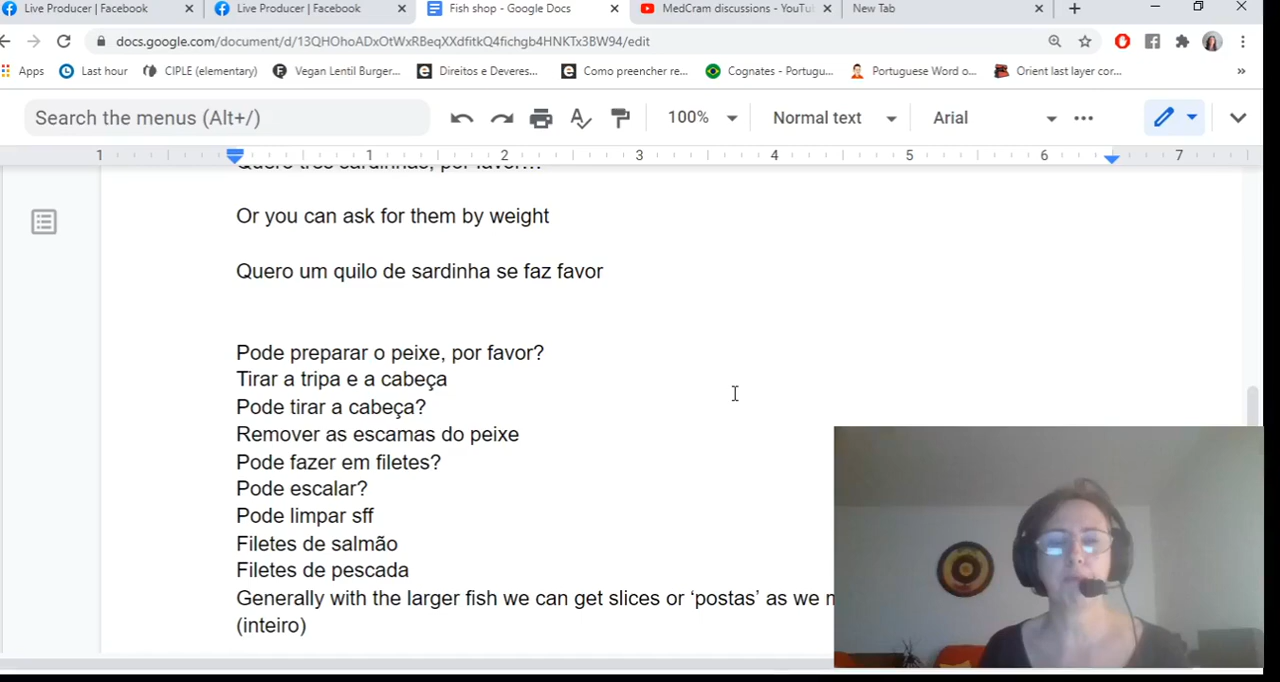 Live Producer | Facebook
Live Producer | Facebook
Fish shop - Google Docs
MedCram discussions - YouTu
New Tab
docs.google.com/document/d/13QHOhoADxOtWxRBeqXXdfitkQ4fichgb4HNKTx3BW94/edit
Apps
Last hour
CIPLE (elementary)
Vegan Lentil Burger...
Direitos e Deveres...
Como preencher re...
Cognates - Portugu...
Portuguese Word o...
Orient last layer cor...
»
Search the menus (Alt+/)
100%
Normal text
Arial
1 1 2 3 4 5 6 7
Quero três sardinhas, por favor...
Or you can ask for them by weight
Quero um quilo de sardinha se faz favor
Pode preparar o peixe, por favor?
Tirar a tripa e a cabeça
Pode tirar a cabeça?
Remover as escamas do peixe
Pode fazer em filetes?
Pode escalar?
Pode limpar sff
Filetes de salmão
Filetes de pescada
Generally with the larger fish we can get slices or ‘postas’ as we
(inteiro)